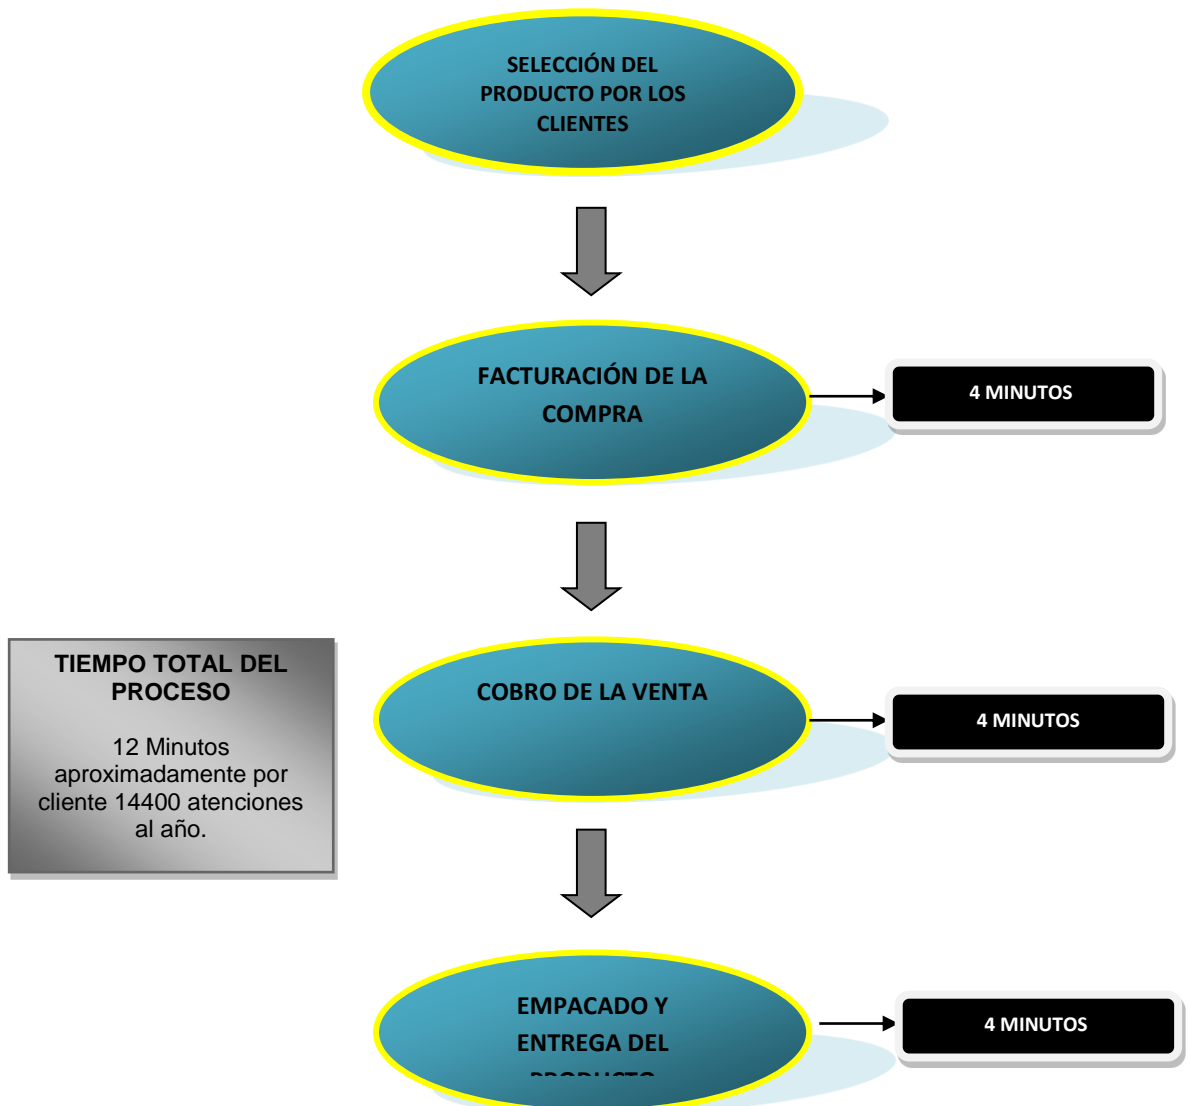 SELECCIÓN DEL
PRODUCTO POR LOS
CLIENTES
FACTURACIÓN DE LA
COMPRA
4 MINUTOS
TIEMPO TOTAL DEL
PROCESO
12 Minutos
aproximadamente por
cliente 14400 atenciones
al año.
COBRO DE LA VENTA
4 MINUTOS
EMPACADO Y
ENTREGA DEL
PRODUCTO
4 MINUTOS